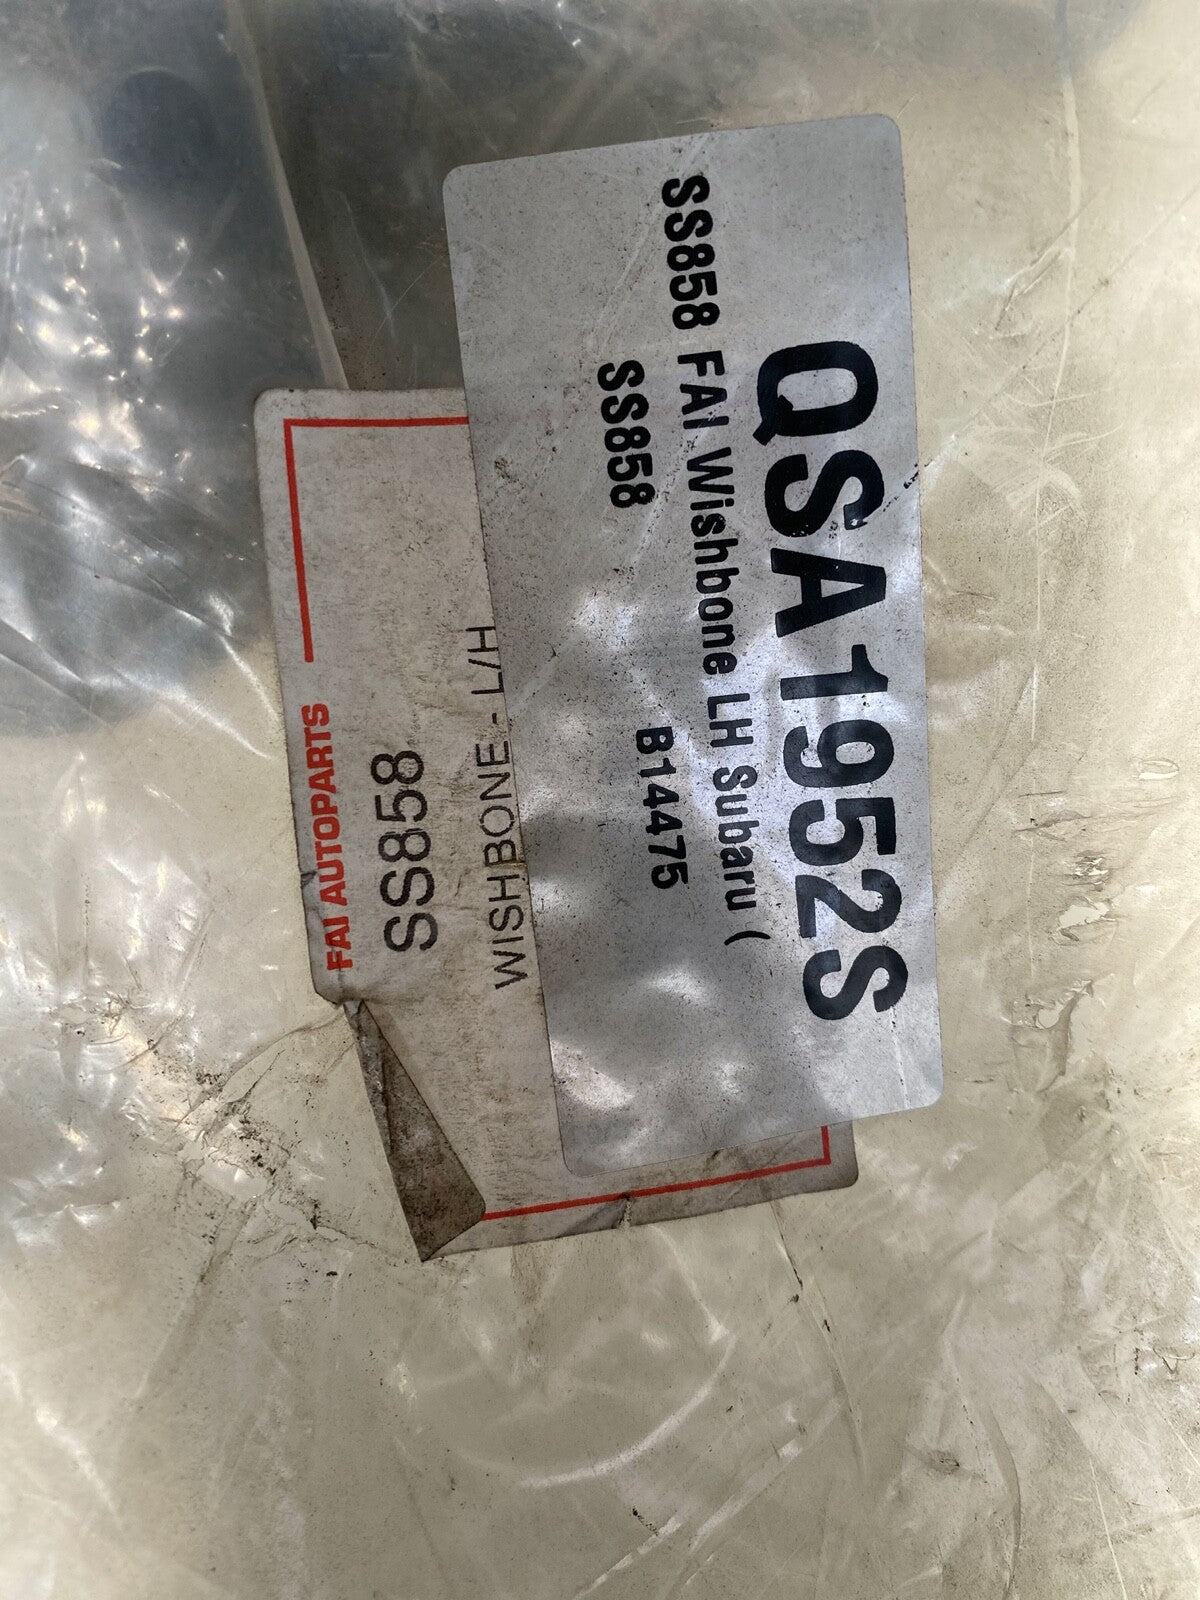 QSA1952S
SS858 FAI Wishbone LH Subaru (
SS858 B14475
FAI AUTOPARTS
SS858
WISHBONE - L/H